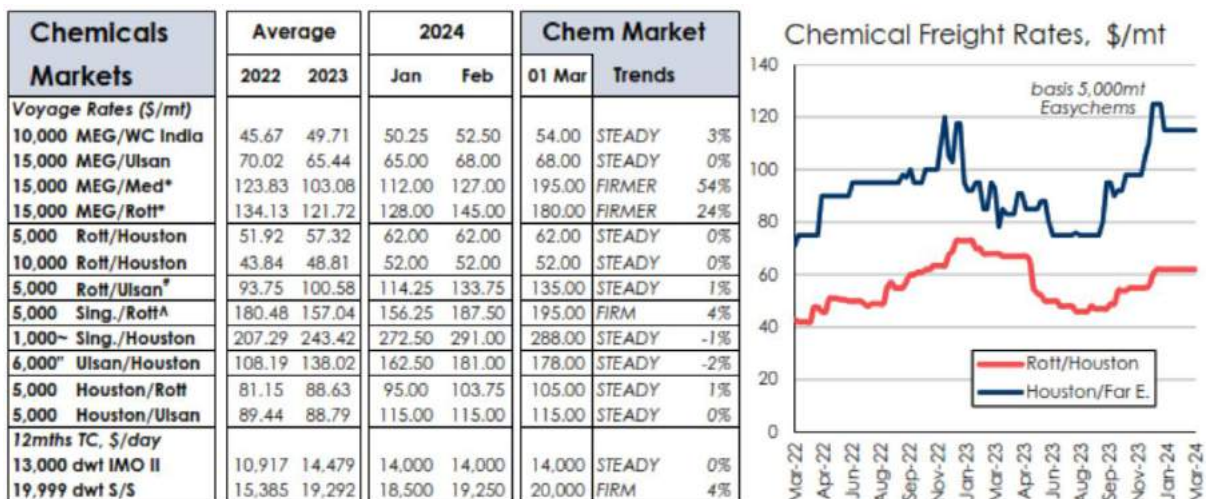 Chemicals Markets Average 2024 Chem Market
2022 2023 Jan Feb 01 Mar Trends
Voyage Rates ($/mt)
10,000 MEG/WC India 45.67 49.71 50.25 52.50 54.00 STEADY 3%
15,000 MEG/Ulsan 70.02 65.44 65.00 68.00 68.00 STEADY 0%
15,000 MEG/Med* 123.83 103.08 112.00 127.00 195.00 FIRMER 54%
15,000 MEG/Rott* 134.13 121.72 128.00 145.00 180.00 FIRMER 24%
5,000 Rott/Houston 51.92 57.32 62.00 62.00 62.00 STEADY 0%
10,000 Rott/Houston 43.84 48.81 52.00 52.00 52.00 STEADY 0%
5,000 Rott/Ulsan# 93.75 100.58 114.25 133.75 135.00 STEADY 1%
5,000 Sing./Rott^ 180.48 157.04 156.25 187.50 195.00 FIRM 4%
1,000~ Sing./Houston 207.29 243.42 272.50 291.00 288.00 STEADY -1%
6,000" Ulsan/Houston 108.19 138.02 162.50 181.00 178.00 STEADY -2%
5,000 Houston/Rott 81.15 88.63 95.00 103.75 105.00 STEADY 1%
5,000 Houston/Ulsan 89.44 88.79 115.00 115.00 115.00 STEADY 0%
12mths TC, $/day
13,000 dwt IMO II 10,917 14,479 14,000 14,000 14,000 STEADY 0%
19,999 dwt S/S 15,385 19,292 18,500 19,250 20,000 FIRM 4%
Chemical Freight Rates, $/mt
140
120
100
80
60
40
20
0
basis 5,000mt
Easychems
Rott/Houston
Houston/Far E.
Mar-22
Apr-22
Jun-22
Aug-22
Sep-22
Nov-22
Jan-23
Mar-23
Apr-23
Jun-23
Aug-23
Sep-23
Nov-23
Jan-24
Mar-24